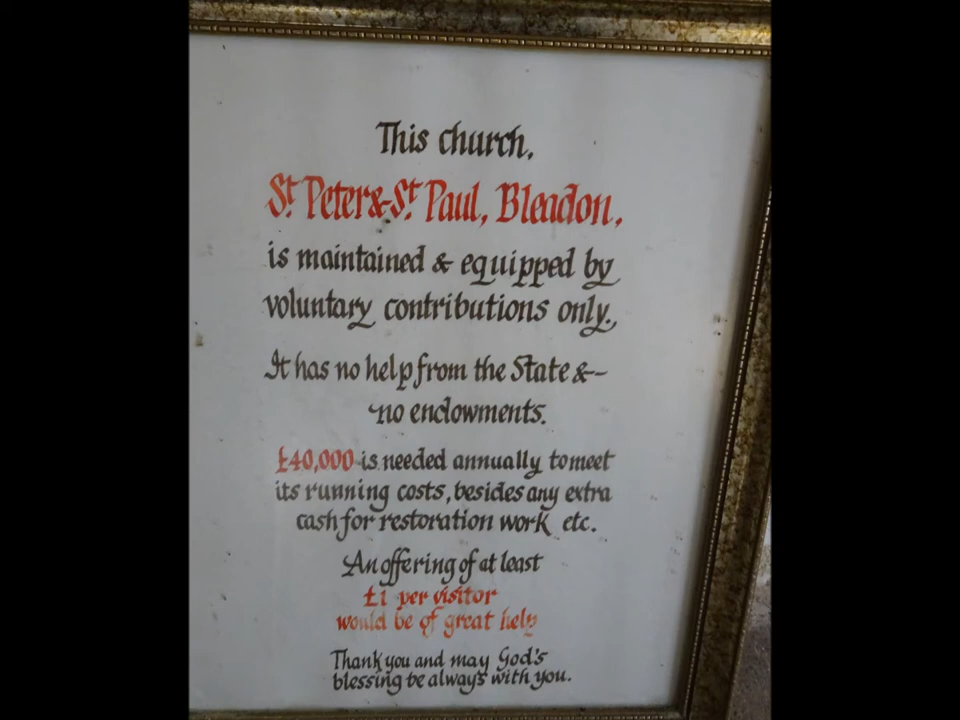 This church,
St. Peter & St. Paul, Bleadon,
is maintained & equipped by
voluntary contributions only.
It has no help from the State &
no endowments.
£40,000 is needed annually to meet
its running costs, besides any extra
cash for restoration work etc.
An offering of at least
£1 per visitor
would be of great help
Thank you and may God's
blessing be always with you.